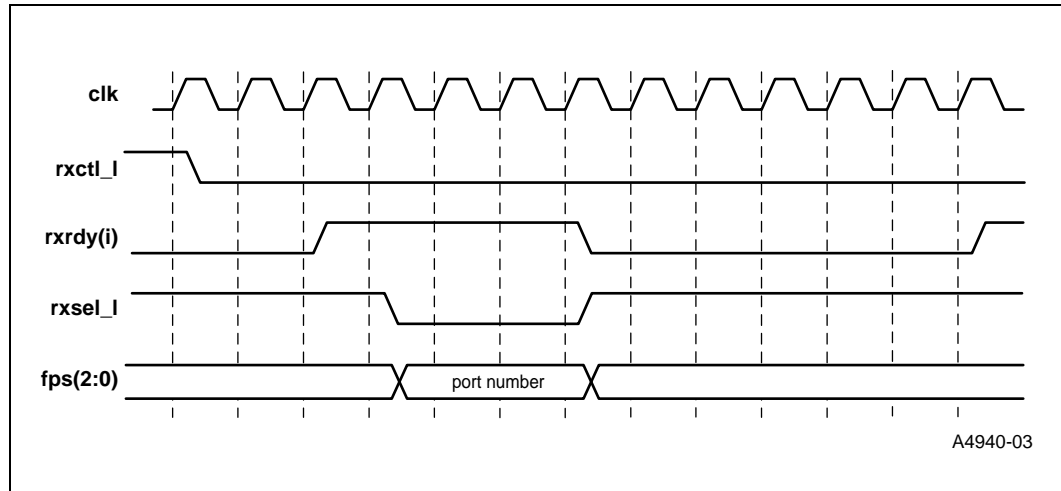 clk
rxctl_l
rxrdy(i)
rxsel_l
fps(2:0)
port number
A4940-03